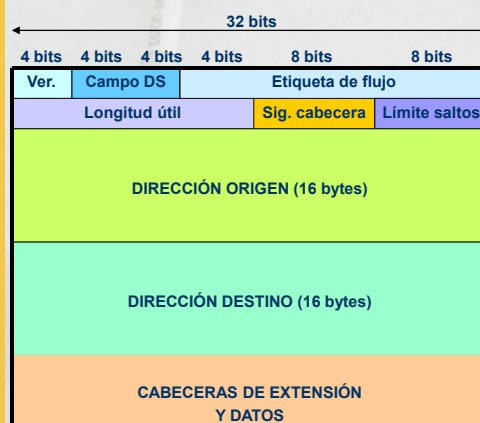 32 bits
4 bits 4 bits 4 bits 4 bits 8 bits 8 bits
Ver. Campo DS Etiqueta de flujo
Longitud útil Sig. cabecera Límite saltos
DIRECCIÓN ORIGEN (16 bytes)
DIRECCIÓN DESTINO (16 bytes)
CABECERAS DE EXTENSIÓN
Y DATOS